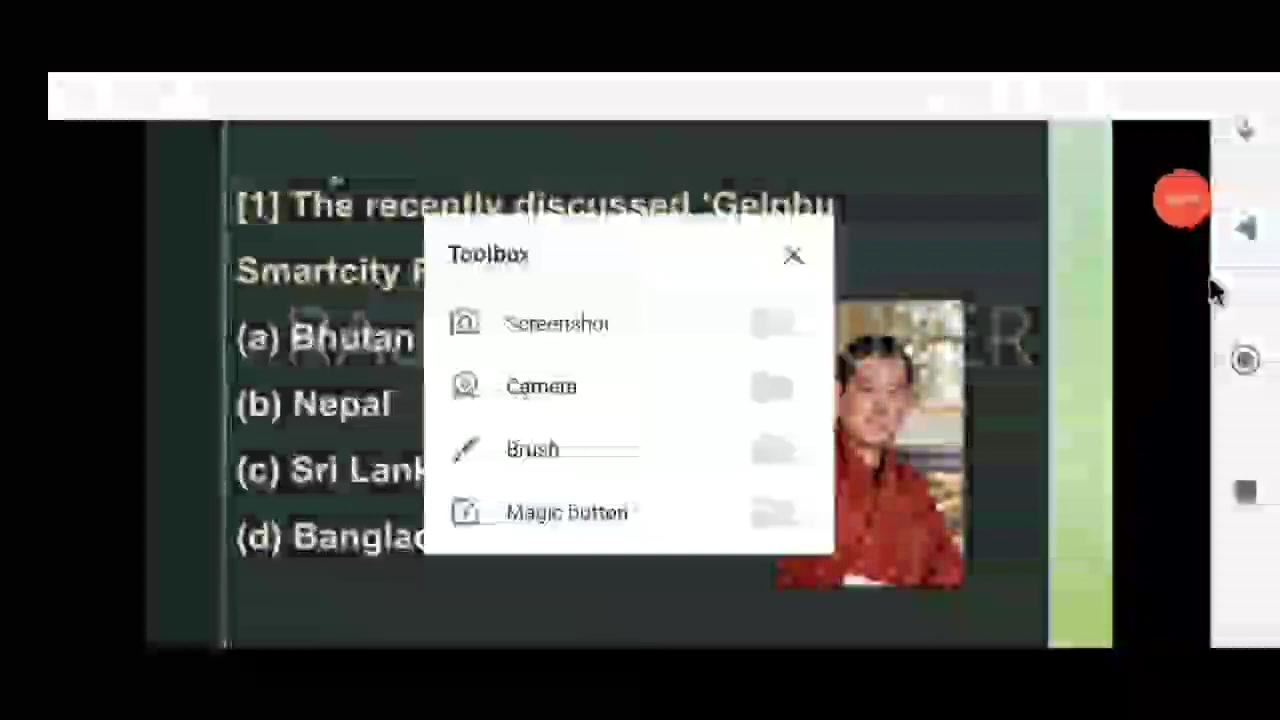 [1] The recently discussed 'Gelphu
Smartcity
(a) Bhutan
(b) Nepal
(c) Sri Lank
(d) Banglad
Toolbox
Screenshot
Camera
Brush
Magic Button